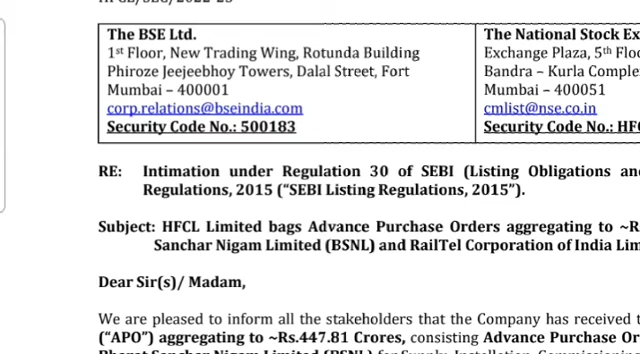 The BSE Ltd.
1st Floor, New Trading Wing, Rotunda Building
Phiroze Jeejeebhoy Towers, Dalal Street, Fort
Mumbai – 400001
corp.relations@bseindia.com
Security Code No.: 500183
The National Stock Ex
Exchange Plaza, 5th Floo
Bandra – Kurla Comple
Mumbai – 400051
cmlist@nse.co.in
Security Code No.: HFC
RE: Intimation under Regulation 30 of SEBI (Listing Obligations and
Regulations, 2015 (“SEBI Listing Regulations, 2015”).
Subject: HFCL Limited bags Advance Purchase Orders aggregating to ~R
Sanchar Nigam Limited (BSNL) and RailTel Corporation of India Lim
Dear Sir(s)/ Madam,
We are pleased to inform all the stakeholders that the Company has received t
(“APO”) aggregating to ~Rs.447.81 Crores, consisting Advance Purchase Or